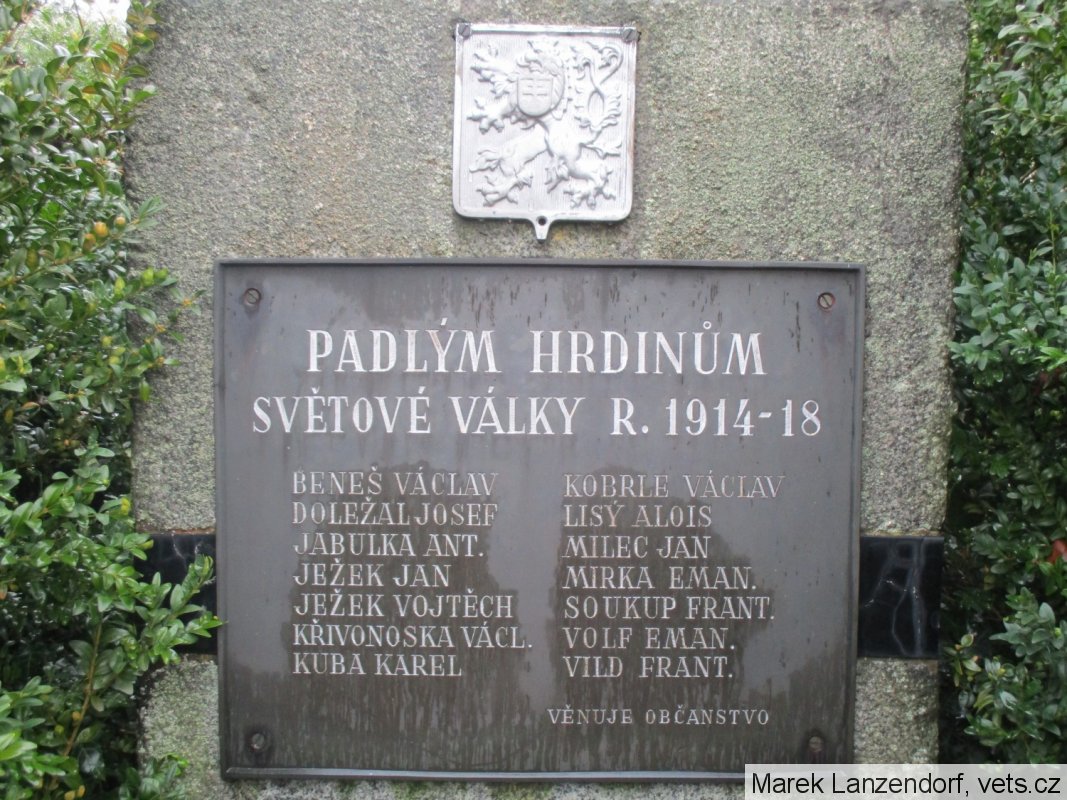 PADLÝM HRDINŮM
SVĚTOVÉ VÁLKY R. 1914-18
BENEŠ VÁCLAV
DOLEŽAL JOSEF
JABULKA ANT.
JEŽEK JAN
JEŽEK VOJTĚCH
KŘIVONOSKA VÁCL.
KUBA KAREL
KOBRLE VÁCLAV
LISÝ ALOIS
MILEC JAN
MIRKA EMAN.
SOUKUP FRANT.
VOLF EMAN.
VILD FRANT.
VĚNUJE OBČANSTVO
Marek Lanzendorf, vets.cz